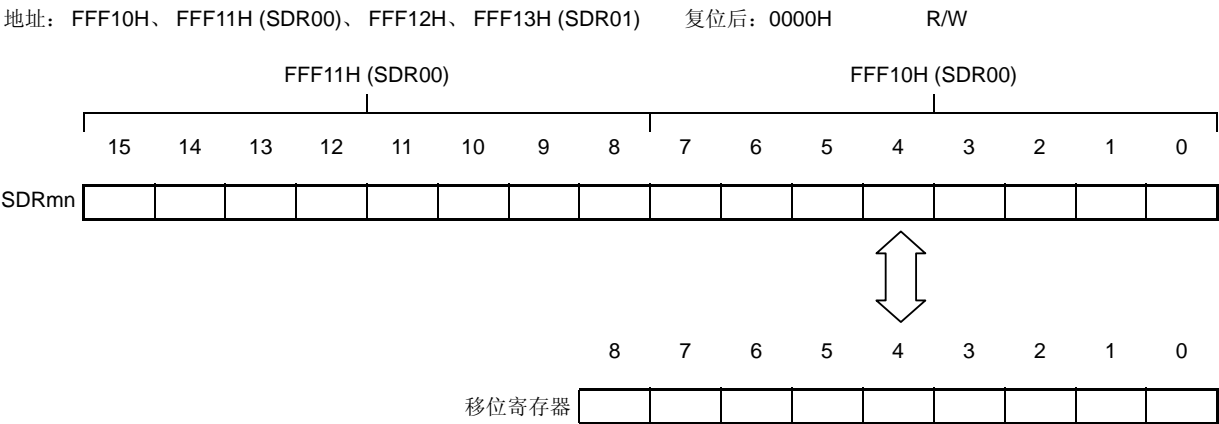 地址： FFF10H、 FFF11H (SDR00)、 FFF12H、 FFF13H (SDR01) 复位后：0000H R/W
FFF11H (SDR00) FFF10H (SDR00)
15 14 13 12 11 10 9 8 7 6 5 4 3 2 1 0
SDRmn
8 7 6 5 4 3 2 1 0
移位寄存器